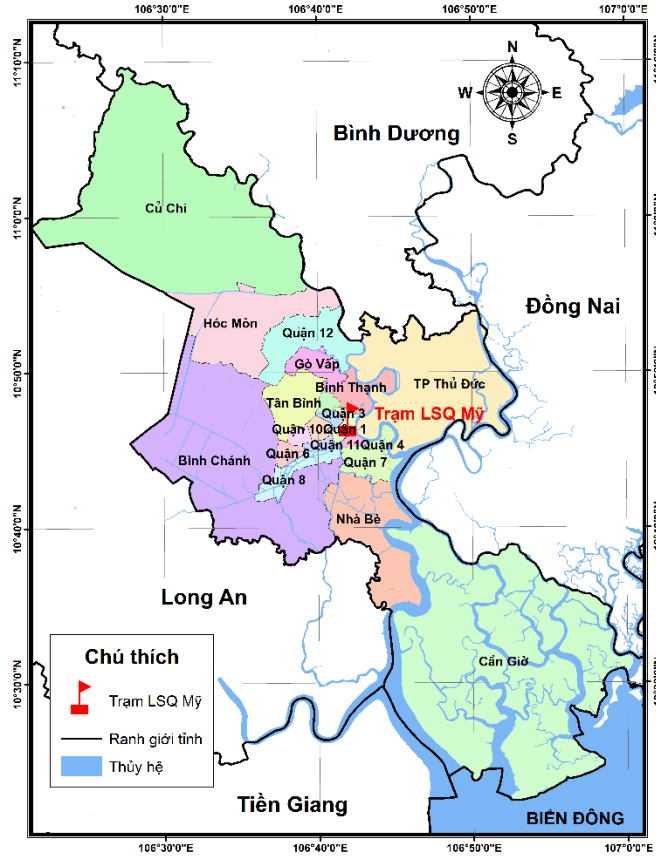 106°30'0"E 106°40'0"E 106°50'0"E 107°0'0"E
11°10'0"N
N
W E
S
Bình Dương
Củ Chi
11°0'0"N
Đồng Nai
Hóc Môn
Quận 12
Gò Vấp
10°50'0"N
Bình Thạnh
TP Thủ Đức
Tân Bình
Quận 3
Trạm LSQ Mỹ
Quận 10
Quận 1
Quận 11
Quận 4
Quận 6
Bình Chánh
Quận 7
Quận 8
Nhà Bè
10°40'0"N
Long An
Chú thích
Trạm LSQ Mỹ
Ranh giới tỉnh
Thủy hệ
Cần Giờ
10°30'0"N
Tiền Giang
BIỂN ĐÔNG
106°30'0"E 106°40'0"E 106°50'0"E 107°0'0"E